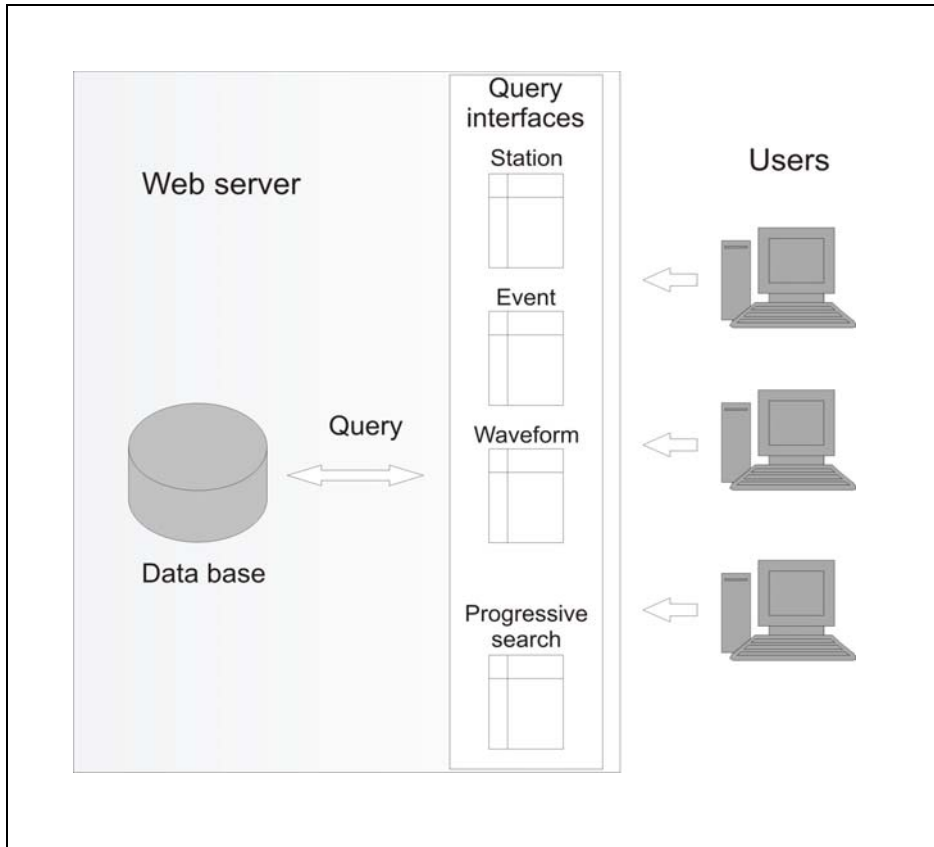 Query
interfaces
Station
Users
Web server
Event
Query
Waveform
Data base
Progressive
search